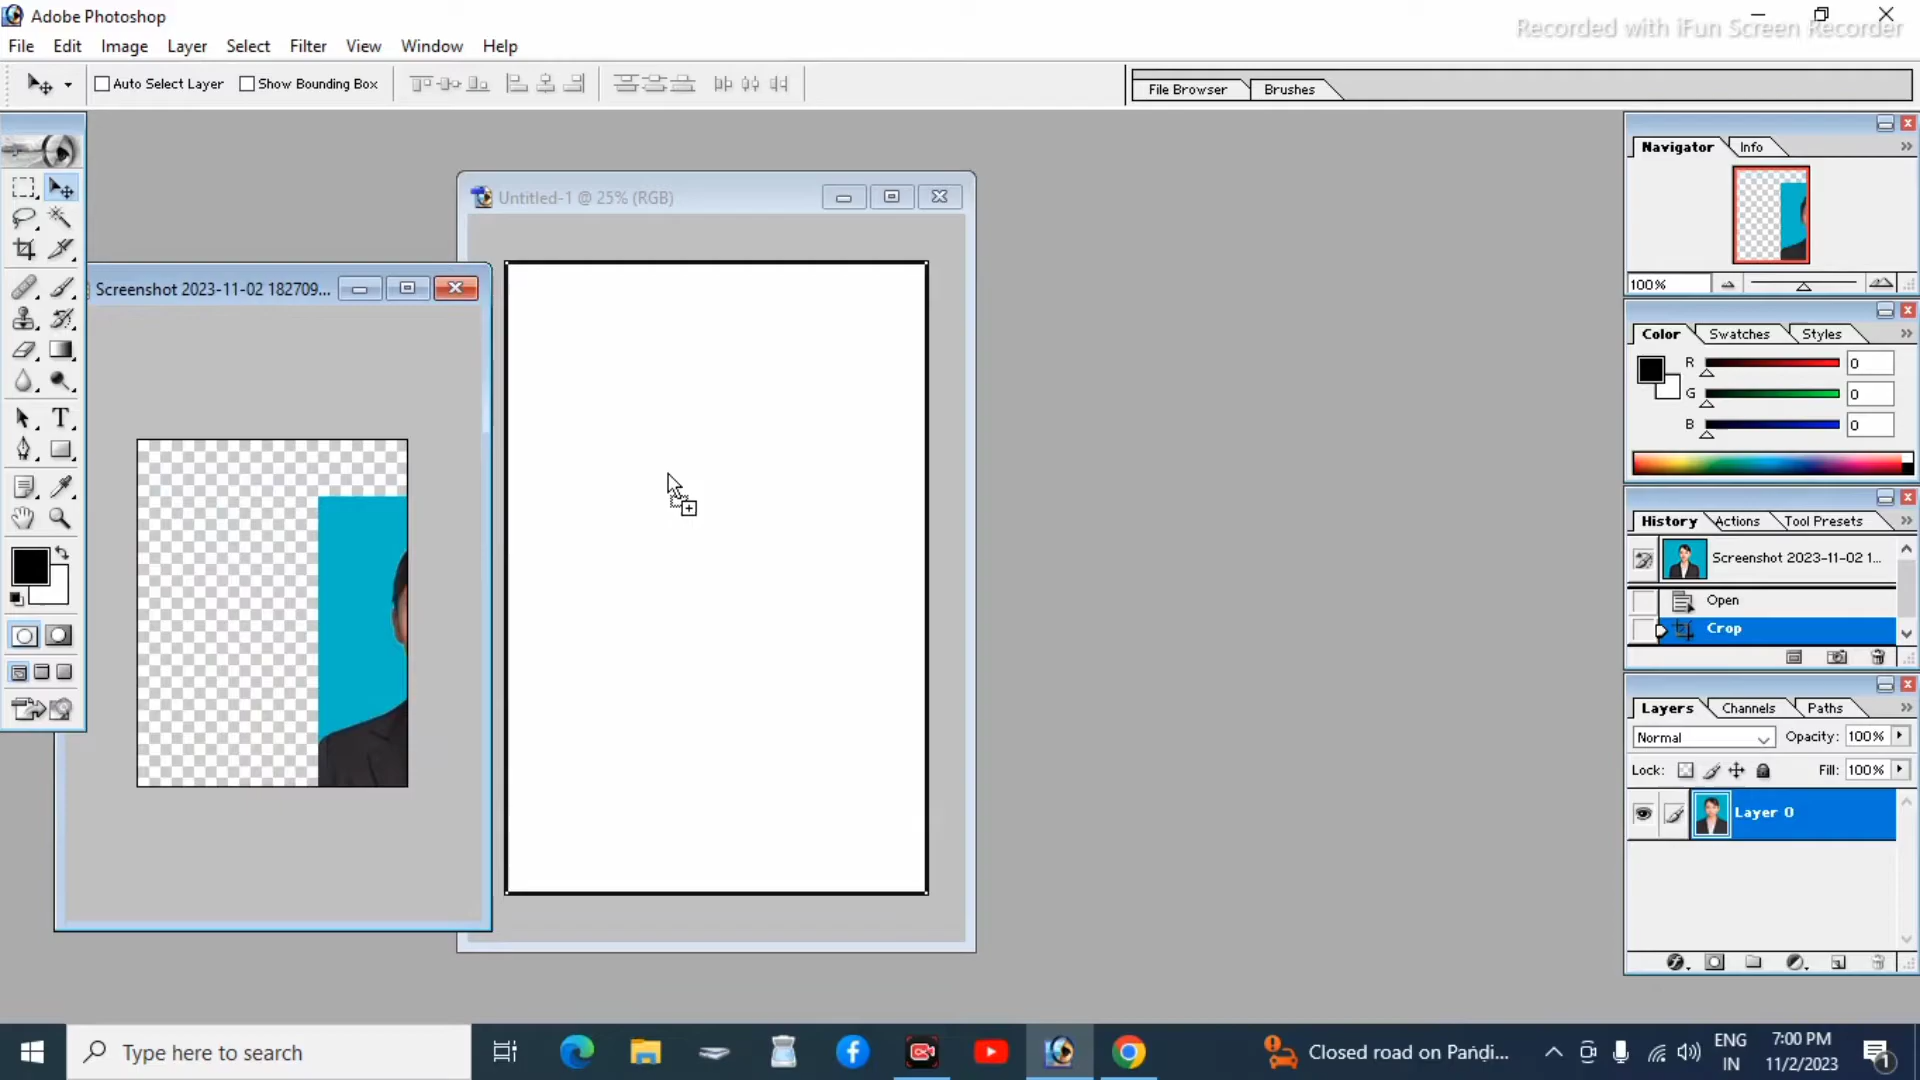 Adobe Photoshop
Recorded with iFun Screen Recorder
File Edit Image Layer Select Filter View Window Help
Auto Select Layer Show Bounding Box
File Browser Brushes
Navigator Info
100%
Untitled-1 @ 25% (RGB)
Screenshot 2023-11-02 182709...
Color Swatches Styles
R 0
G 0
B 0
History Actions Tool Presets
Screenshot 2023-11-02 1...
Open
Crop
Layers Channels Paths
Normal Opacity: 100%
Lock: Fill: 100%
Layer 0
T
Type here to search
Closed road on Pandi...
ENG
IN
7:00 PM
11/2/2023
1